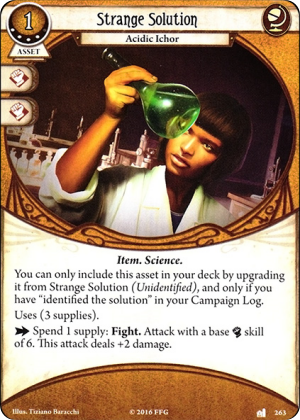 Strange Solution
1
Acidic Ichor
ASSET
Item. Science.
You can only include this asset in your deck by upgrading
it from Strange Solution (Unidentified), and only if you
have “identified the solution” in your Campaign Log.
Uses (3 supplies).
Spend 1 supply: Fight. Attack with a base skill
of 6. This attack deals +2 damage.
Illus. Tiziano Baracchi © 2016 FFG 263